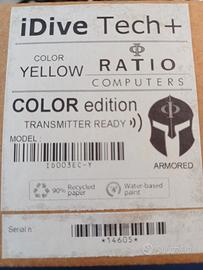 iDive Tech+
COLOR
YELLOW
RATIO
COMPUTERS
COLOR edition
TRANSMITTER READY
MODEL:
ID003EC-Y
ARMORED
90% Recycled
paper
Water-based
paint
Serial n
*14605*